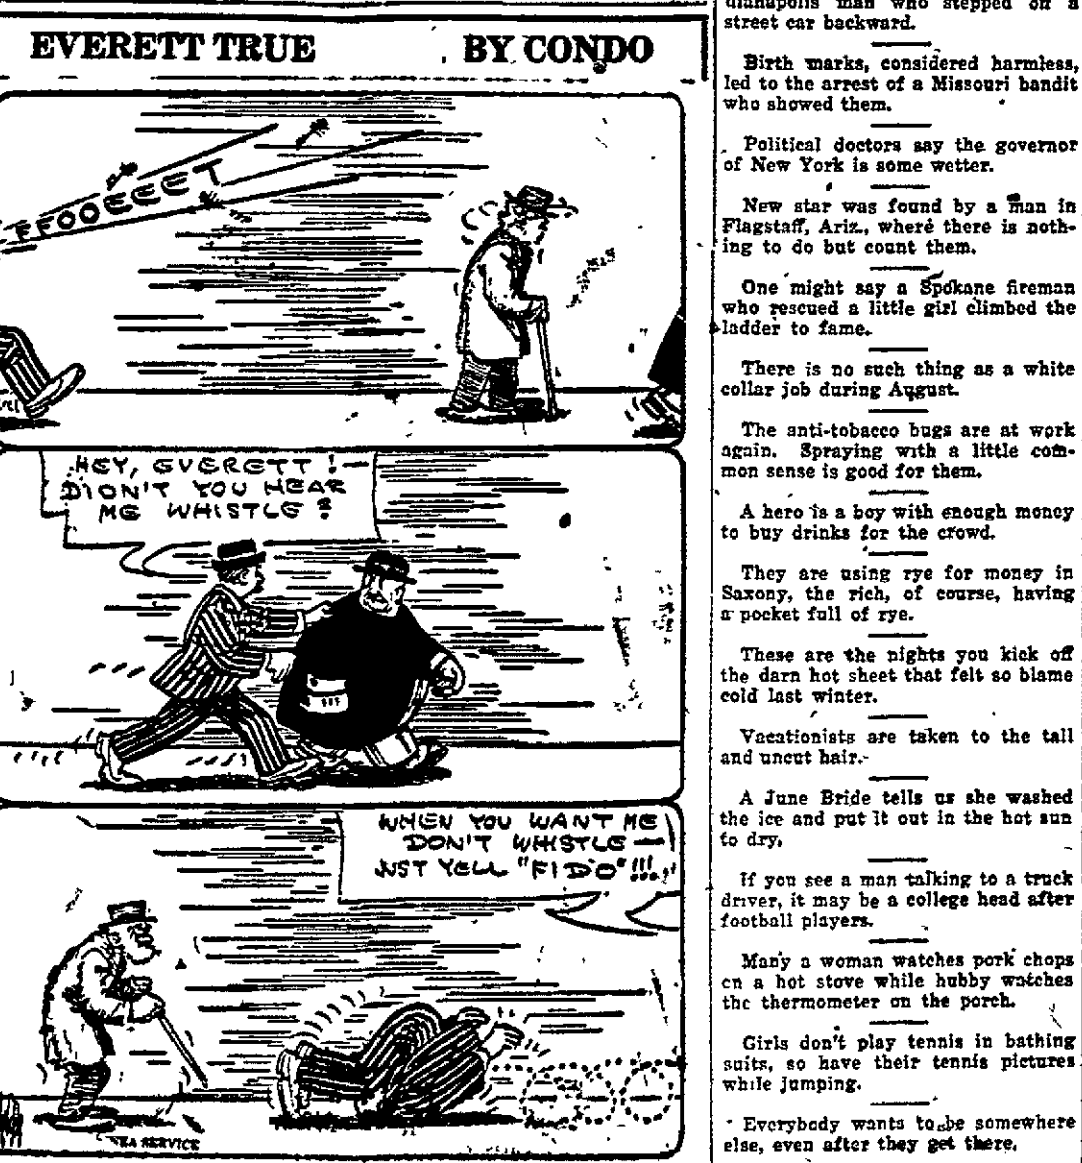 EVERETT TRUE BY CONDO
FFOOEEET
HEY, EVERETT!—
DIDN'T YOU HEAR
ME WHISTLE?
WHEN YOU WANT ME
DON'T WHISTLE—
JUST YELL "FIDO"!!!
NEA SERVICE
man who stepped off a
street car backward.
Birth marks, considered harmless,
led to the arrest of a Missouri bandit
who showed them.
Political doctors say the governor
of New York is some wetter.
New star was found by a man in
Flagstaff, Ariz., where there is noth-
ing to do but count them.
One might say a Spokane fireman
who rescued a little girl climbed the
ladder to fame.
There is no such thing as a white
collar job during August.
The anti-tobacco bugs are at work
again. Spraying with a little com-
mon sense is good for them.
A hero is a boy with enough money
to buy drinks for the crowd.
They are using rye for money in
Saxony, the rich, of course, having
a pocket full of rye.
These are the nights you kick off
the darn hot sheet that felt so blame
cold last winter.
Vacationists are taken to the tall
and uncut hair.
A June Bride tells us she washed
the ice and put it out in the hot sun
to dry.
If you see a man talking to a truck
driver, it may be a college head after
football players.
Many a woman watches pork chops
on a hot stove while hubby watches
the thermometer on the porch.
Girls don't play tennis in bathing
suits, so have their tennis pictures
while jumping.
Everybody wants to be somewhere
else, even after they get there.